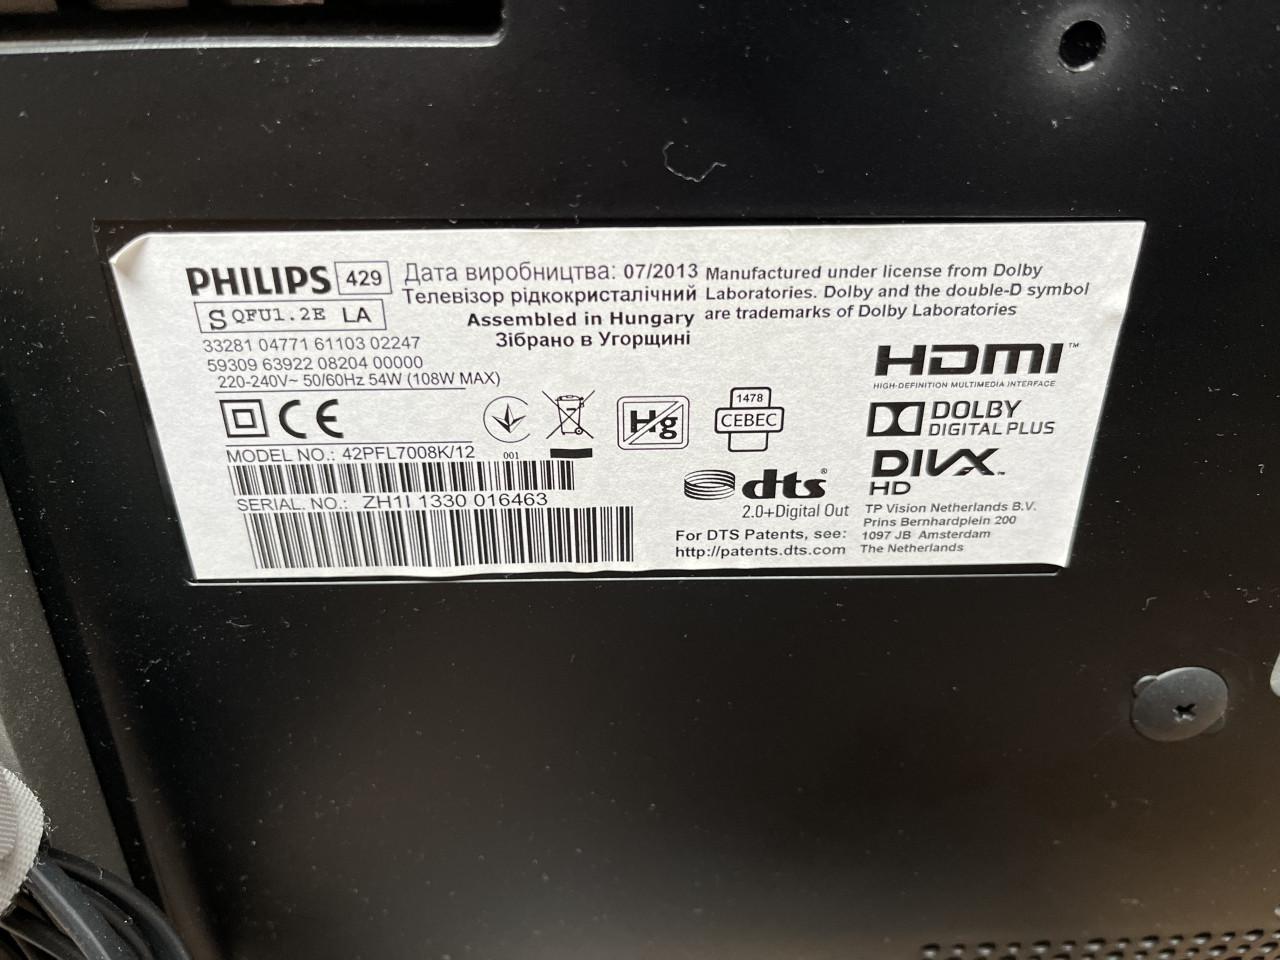 PHILIPS 429
S QFU1.2E LA
33281 04771 61103 02247
59309 63922 08204 00000
220-240V~ 50/60Hz 54W (108W MAX)
Дата виробництва: 07/2013
Телевізор рідкокристалічний
Assembled in Hungary
Зібрано в Угорщині
Manufactured under license from Dolby
Laboratories. Dolby and the double-D symbol
are trademarks of Dolby Laboratories
CE
001
Hg
1478
CEBEC
MODEL NO.: 42PFL7008K/12
SERIAL. NO.: ZH1I 1330 016463
dts®
2.0+Digital Out
For DTS Patents, see:
http://patents.dts.com
HDMI™
HIGH-DEFINITION MULTIMEDIA INTERFACE
DOLBY
DIGITAL PLUS
DIVX™
HD
TP Vision Netherlands B.V.
Prins Bernhardplein 200
1097 JB Amsterdam
The Netherlands